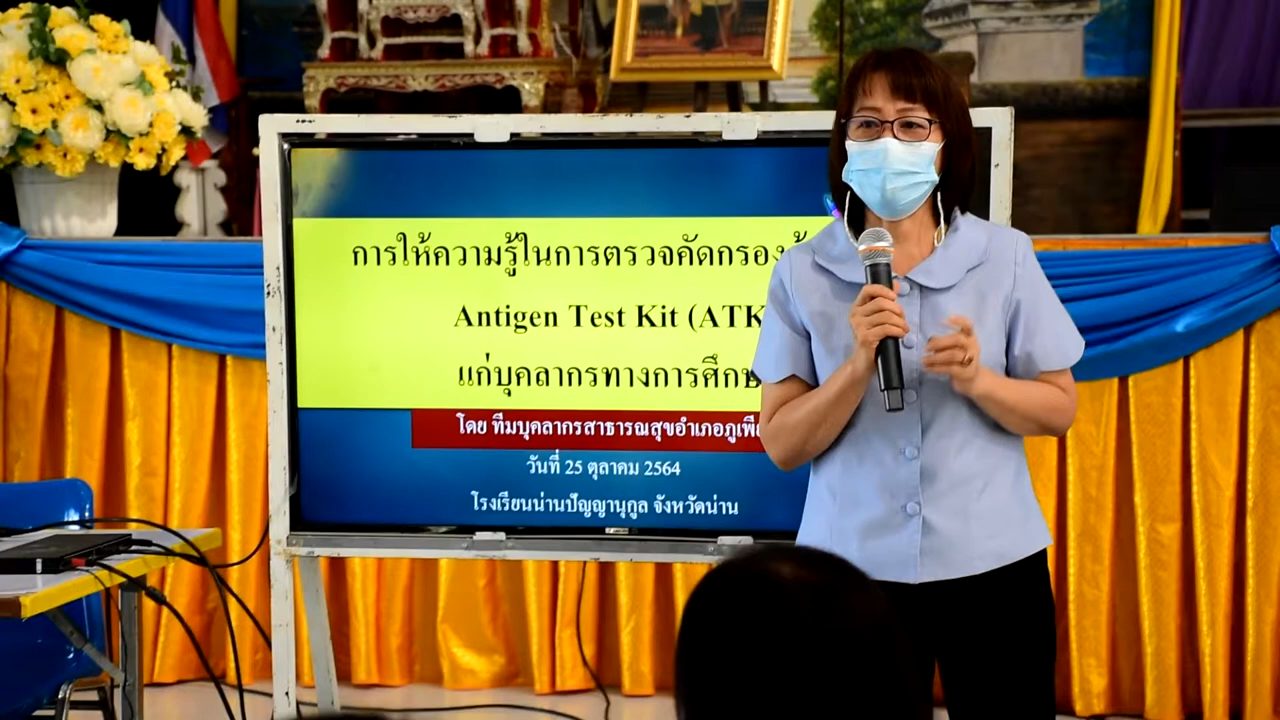 การให้ความรู้ในการตรวจคัดกรอง
Antigen Test Kit (ATK
แก่บุคลากรทางการศึกษ
โดย ทีมบุคลากรสาธารณสุขอำเภอภูเพีย
วันที่ 25 ตุลาคม 2564
โรงเรียนน่านปัญญานุกูล จังหวัดน่าน